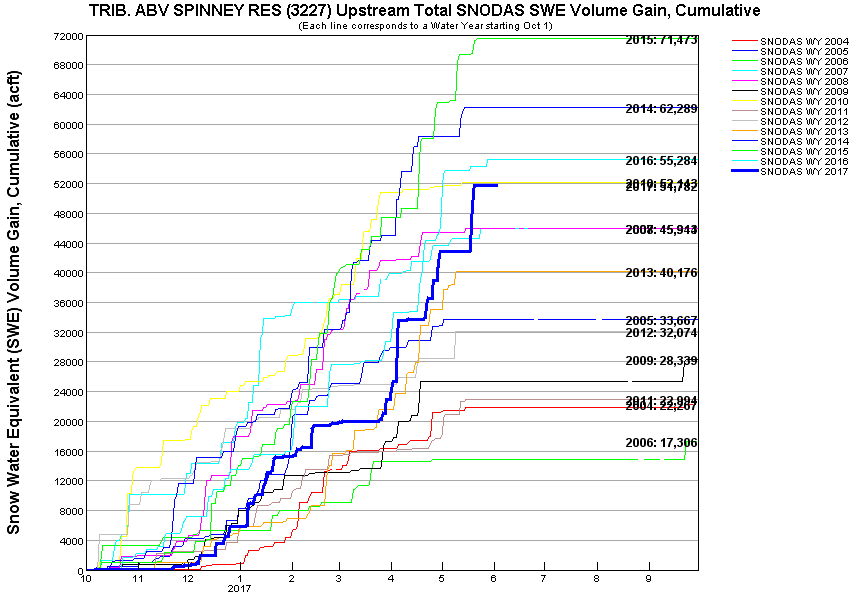 TRIB. ABV SPINNEY RES (3227) Upstream Total SNODAS SWE Volume Gain, Cumulative
(Each line corresponds to a Water Year starting Oct 1)
Snow Water Equivalent (SWE) Volume Gain, Cumulative (acft)
72000
68000
64000
60000
56000
52000
48000
44000
40000
36000
32000
28000
24000
20000
16000
12000
8000
4000
0
2015: 71,473
2014: 62,289
2016: 55,284
2010: 52,143
2013: 40,176
2005: 33,667
2012: 32,074
2009: 28,339
2006: 17,306
10 11 12 1 2 3 4 5 6 7 8 9
2017
SNODAS WY 2004
SNODAS WY 2005
SNODAS WY 2006
SNODAS WY 2007
SNODAS WY 2008
SNODAS WY 2009
SNODAS WY 2010
SNODAS WY 2011
SNODAS WY 2012
SNODAS WY 2013
SNODAS WY 2014
SNODAS WY 2015
SNODAS WY 2016
SNODAS WY 2017